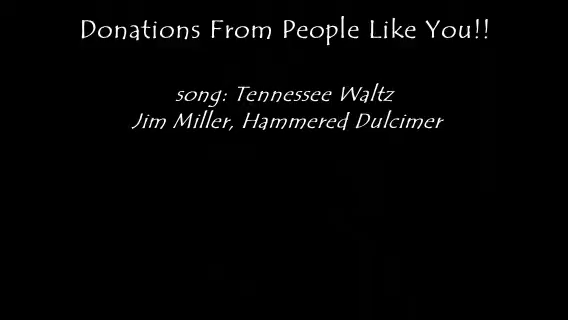 Donations From People Like You!!
song: Tennessee Waltz
Jim Miller, Hammered Dulcimer